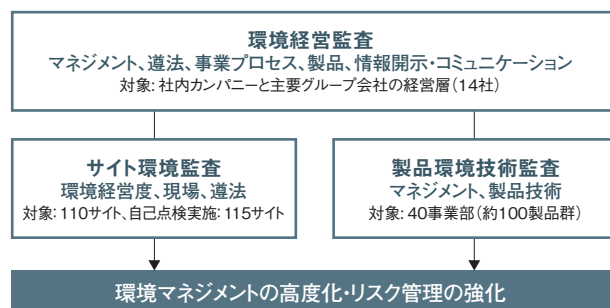 環境経営監査
マネジメント、遵法、事業プロセス、製品、情報開示・コミュニケーション
対象：社内カンパニーと主要グループ会社の経営層（14社）
サイト環境監査
環境経営度、現場、遵法
対象：110サイト、自己点検実施：115サイト
製品環境技術監査
マネジメント、製品技術
対象：40事業部（約100製品群）
環境マネジメントの高度化・リスク管理の強化